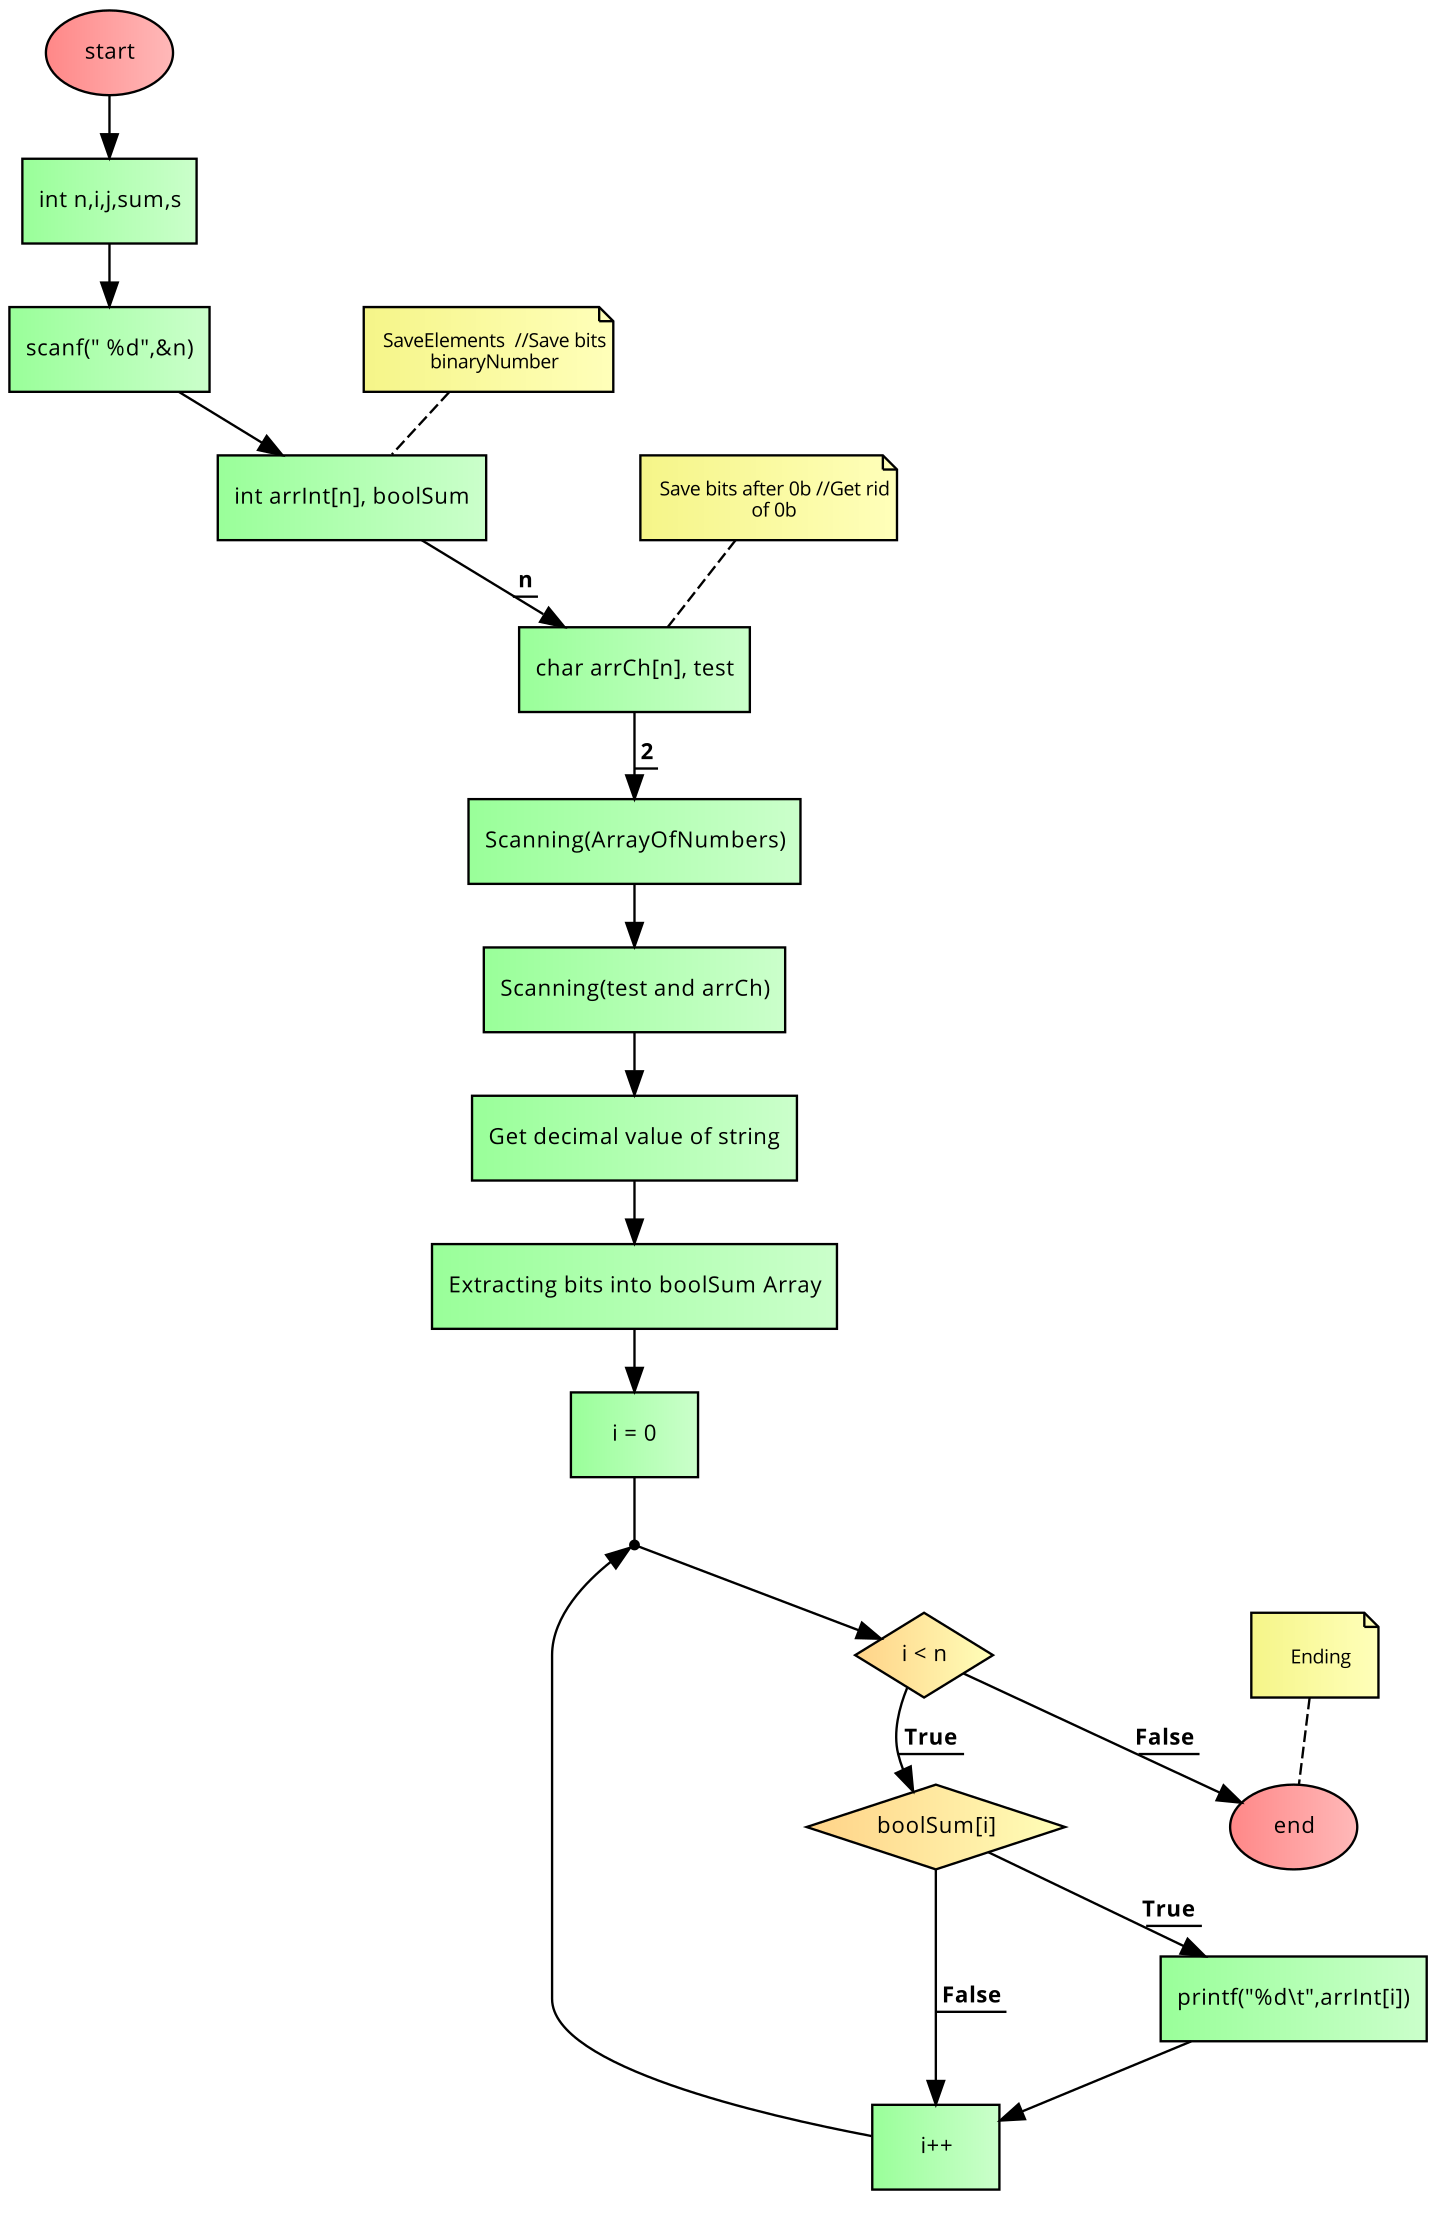 start
int n,i,j,sum,s
scanf(" %d",&n)
SaveElements  //Save bits
binaryNumber
int arrInt[n], boolSum
Save bits after 0b //Get rid
of 0b
n
char arrCh[n], test
2
Scanning(ArrayOfNumbers)
Scanning(test and arrCh)
Get decimal value of string
Extracting bits into boolSum Array
i = 0
i < n
Ending
True
False
boolSum[i]
end
True
False
printf("%d\t",arrInt[i])
i++